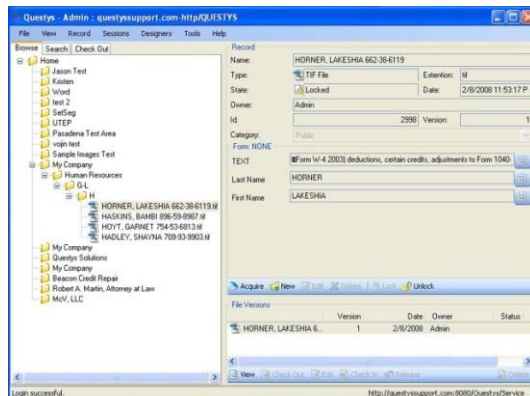 Questys - Admin : questyssupport.com-http/QUESTYS
File View Record Sessions Designers Tools Help
Browse Search Check Out
Home
Jason Test
Kristen
Word
test 2
SetSeg
UTEP
Pasadena Test Area
vojin test
Sample Images Test
My Company
Human Resources
G-L
H
HORNER, LAKESHIA 662-38-6119.tif
HASKINS, BAMBI 896-59-8987.tif
HOYT, GARNET 754-53-6813.tif
HADLEY, SHAYNA 709-93-9903.tif
My Company
Questys Solutions
My Company
Beacon Credit Repair
Robert A. Martin, Attorney at Law
McV, LLC
Record
Name: HORNER, LAKESHIA 662-38-6119
Type: TIF File Extention: tif
State: Locked Date: 2/8/2008 11:53:17 P
Owner: Admin
Id: 2998 Version: 1
Category: Public
Form: NONE
TEXT Form W-4 2003| deductions, certain credits, adjustments to Form 1040-
Last Name HORNER
First Name LAKESHIA
Acquire New Edit Delete Lock Unlock
File Versions
Version Date Owner Status
HORNER, LAKESHIA 6... 1 2/8/2008 Admin
View Check Out Edit Check In Release Delete
Login successful. http://questyssupport.com:8080/Questys/Service